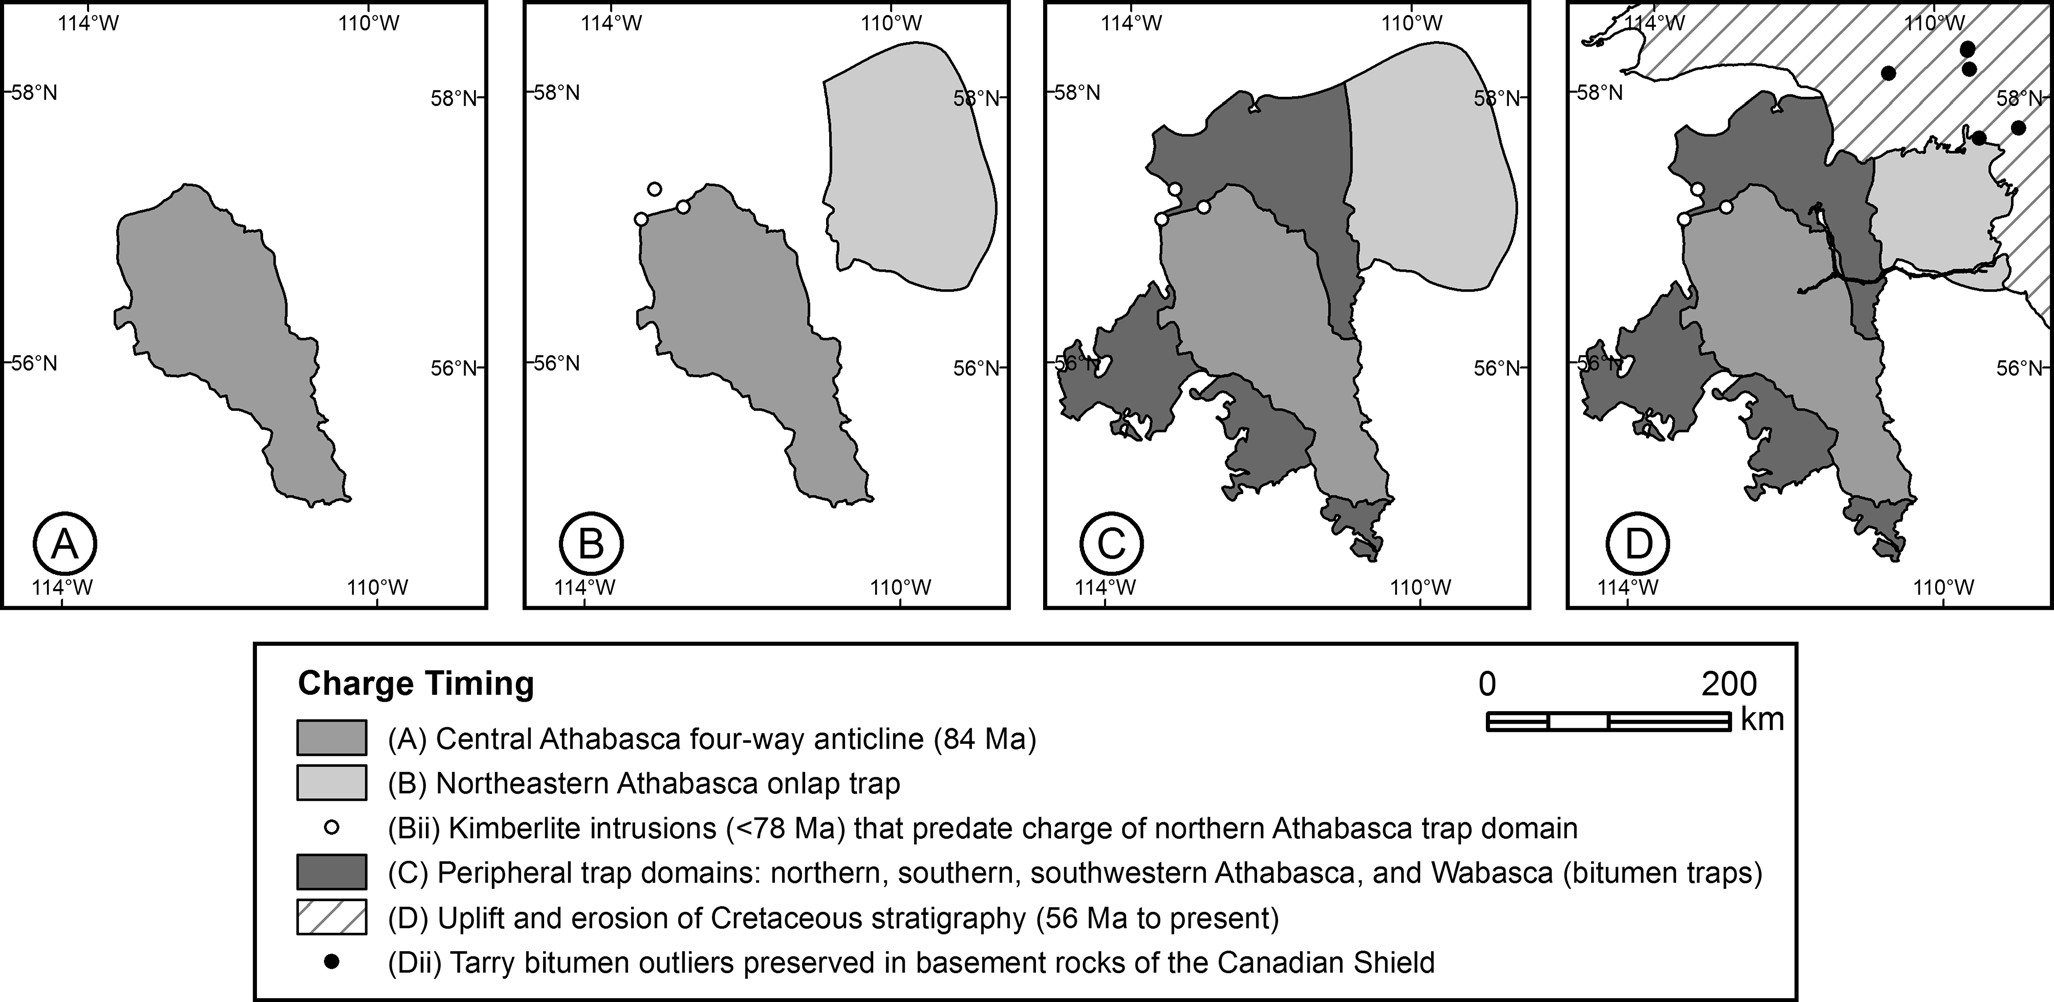 114°W 110°W
58°N 58°N
56°N 56°N
A
114°W 110°W
114°W 110°W
58°N 58°N
56°N 56°N
B
114°W 110°W
114°W 110°W
58°N 58°N
56°N 56°N
C
114°W 110°W
114°W 110°W
58°N 58°N
56°N 56°N
D
114°W 110°W
Charge Timing
0 200
km
(A) Central Athabasca four-way anticline (84 Ma)
(B) Northeastern Athabasca onlap trap
(Bii) Kimberlite intrusions (<78 Ma) that predate charge of northern Athabasca trap domain
(C) Peripheral trap domains: northern, southern, southwestern Athabasca, and Wabasca (bitumen traps)
(D) Uplift and erosion of Cretaceous stratigraphy (56 Ma to present)
(Dii) Tarry bitumen outliers preserved in basement rocks of the Canadian Shield